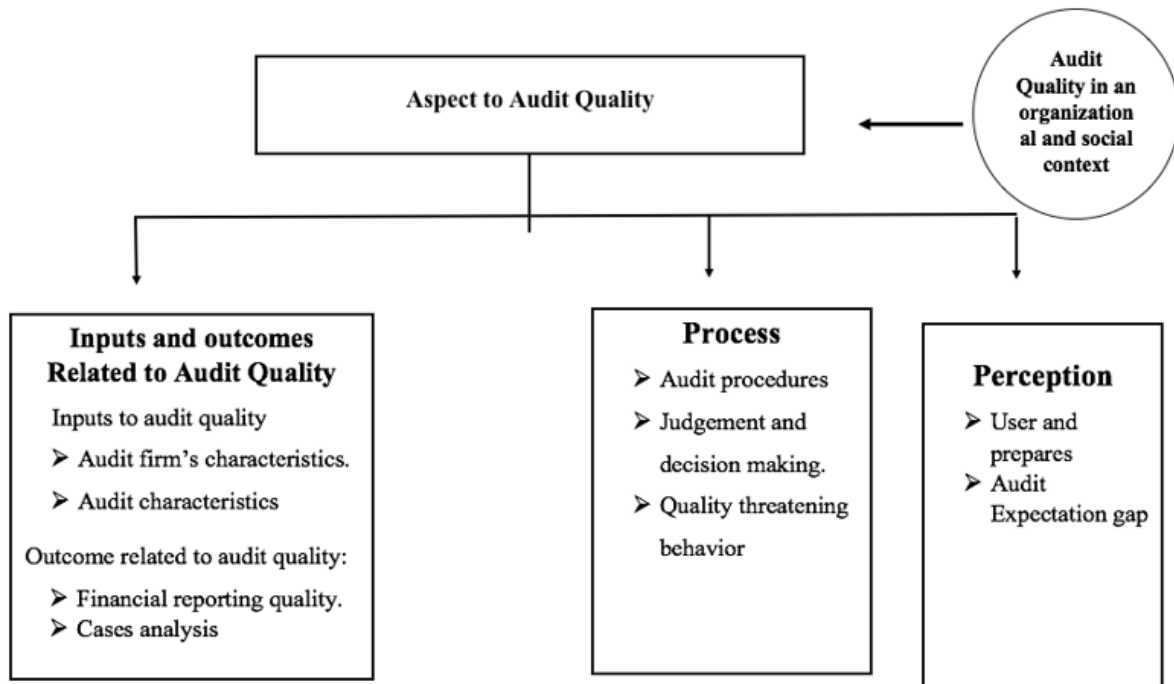 Aspect to Audit Quality
Audit
Quality in an
organization
al and social
context
Inputs and outcomes
Related to Audit Quality
Inputs to audit quality
➢ Audit firm's characteristics.
➢ Audit characteristics
Outcome related to audit quality:
➢ Financial reporting quality.
➢ Cases analysis
Process
➢ Audit procedures
➢ Judgement and
decision making.
➢ Quality threatening
behavior
Perception
➢ User and
prepares
➢ Audit
Expectation gap